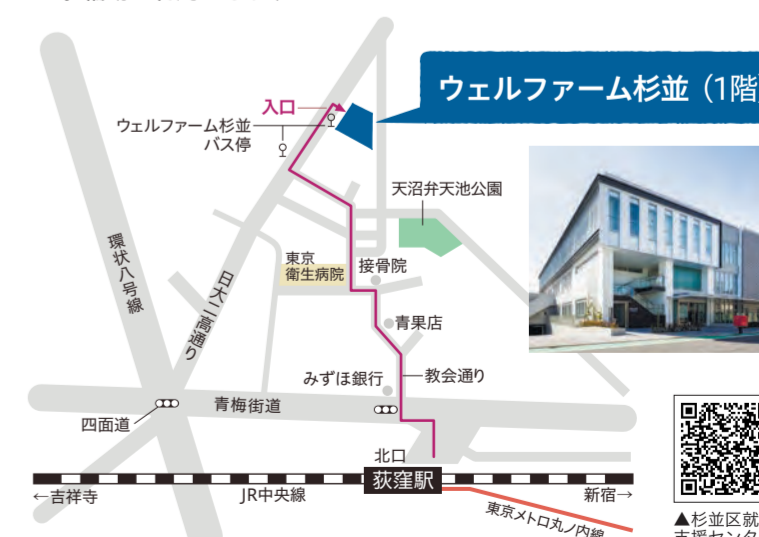 ウェルファーム杉並（1階）
入口
ウェルファーム杉並
バス停
天沼弁天池公園
環状八号線
日大二高通り
東京
衛生病院
接骨院
青果店
みずほ銀行
教会通り
青梅街道
四面道
北口
荻窪駅
←吉祥寺
JR中央線
新宿→
東京メトロ丸ノ内線
▲杉並区就